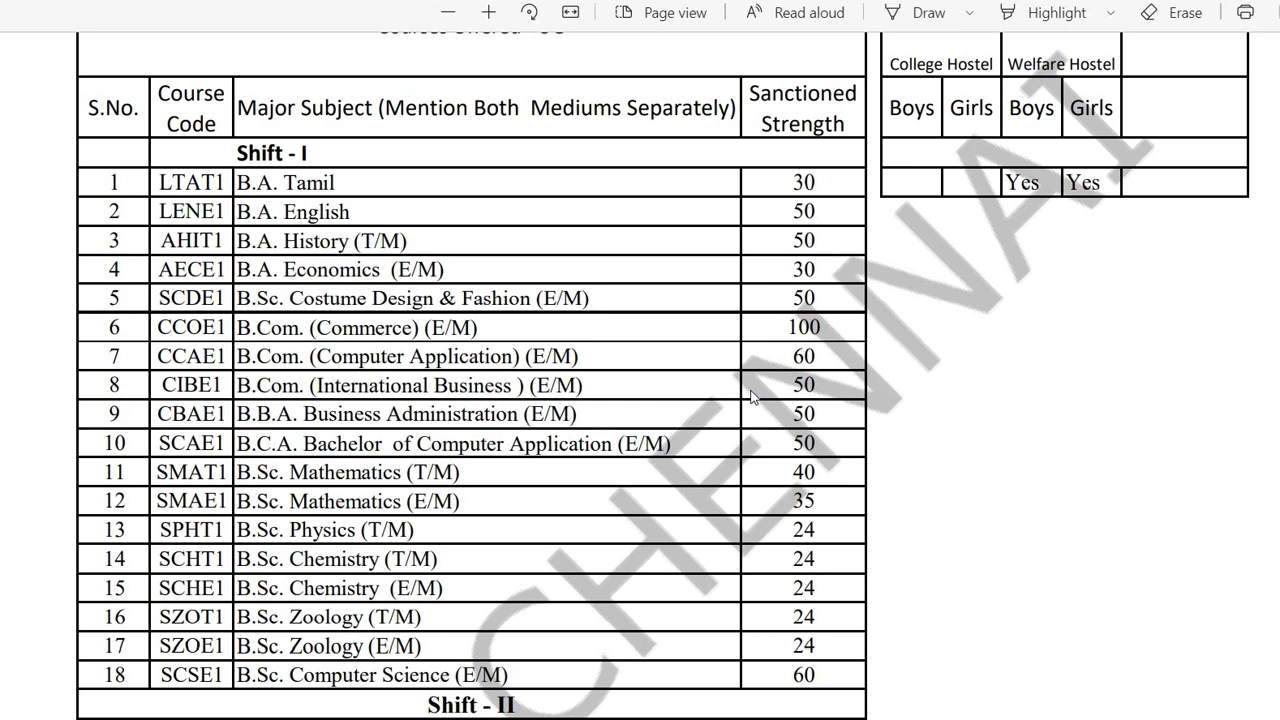 Page view
Read aloud
Draw
Highlight
Erase
College Hostel Welfare Hostel
S.No. Course Code Major Subject (Mention Both Mediums Separately) Sanctioned Strength
Boys Girls Boys Girls
Shift - I
1 LTAT1 B.A. Tamil 30
Yes Yes
2 LENE1 B.A. English 50
3 AHIT1 B.A. History (T/M) 50
4 AECE1 B.A. Economics (E/M) 30
5 SCDE1 B.Sc. Costume Design & Fashion (E/M) 50
6 CCOE1 B.Com. (Commerce) (E/M) 100
7 CCAE1 B.Com. (Computer Application) (E/M) 60
8 CIBE1 B.Com. (International Business ) (E/M) 50
9 CBAE1 B.B.A. Business Administration (E/M) 50
10 SCAE1 B.C.A. Bachelor of Computer Application (E/M) 50
11 SMAT1 B.Sc. Mathematics (T/M) 40
12 SMAE1 B.Sc. Mathematics (E/M) 35
13 SPHT1 B.Sc. Physics (T/M) 24
14 SCHT1 B.Sc. Chemistry (T/M) 24
15 SCHE1 B.Sc. Chemistry (E/M) 24
16 SZOT1 B.Sc. Zoology (T/M) 24
17 SZOE1 B.Sc. Zoology (E/M) 24
18 SCSE1 B.Sc. Computer Science (E/M) 60
Shift - II
CHENNAI